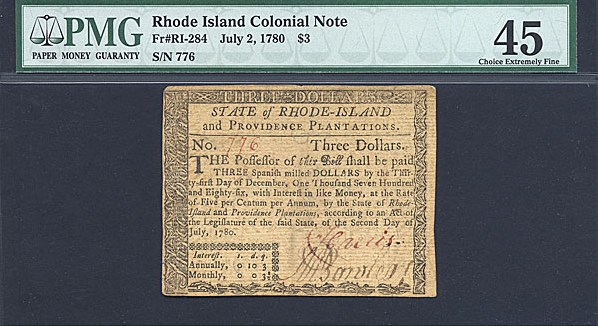 PMG
PAPER MONEY GUARANTY
Rhode Island Colonial Note
Fr#RI-284 July 2, 1780 $3
S/N 776
45
Choice Extremely Fine
THREE DOLLARS
STATE of RHODE-ISLAND
and PROVIDENCE PLANTATIONS.
No. 776 Three Dollars.
THE Possessor of this Bill shall be paid
THREE Spanish milled DOLLARS by the Thir-
ty-first Day of December, One Thousand Seven Hundred
and Eighty-six, with Interest in like Money, at the Rate
of Five per Centum per Annum, by the State of Rhode-
Island and Providence Plantations, according to an Act of
the Legislature of the said State, of the Second Day of
July, 1780.
Interest. s. d. q.
Annually, 0 10 3
Monthly, 0 0 3